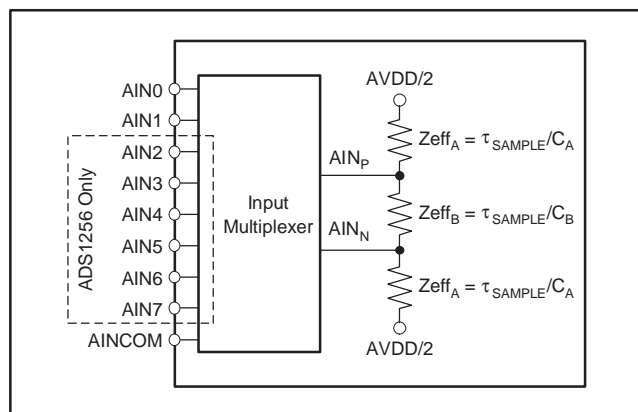 AIN0
AIN1
AIN2
AIN3
AIN4
AIN5
AIN6
AIN7
AINCOM
ADS1256 Only
Input
Multiplexer
AIN_P
AIN_N
AVDD/2
Zeff_A = τ_SAMPLE/C_A
Zeff_B = τ_SAMPLE/C_B
Zeff_A = τ_SAMPLE/C_A
AVDD/2